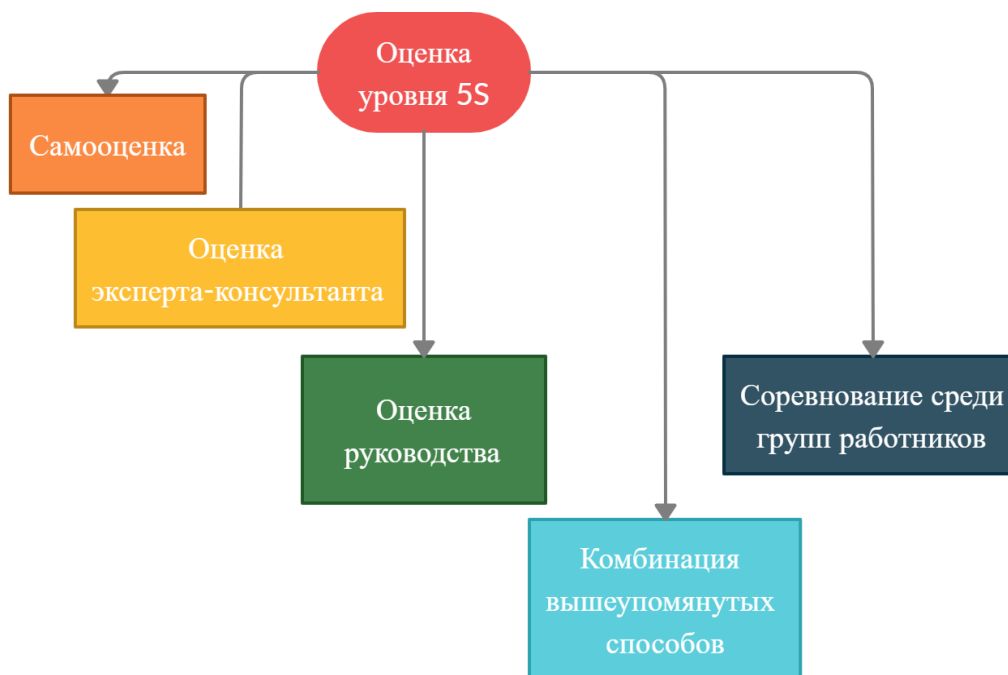 Оценка
уровня 5S
Самооценка
Оценка
эксперта-консультанта
Оценка
руководства
Соревнование среди
групп работников
Комбинация
вышеупомянутых
способов